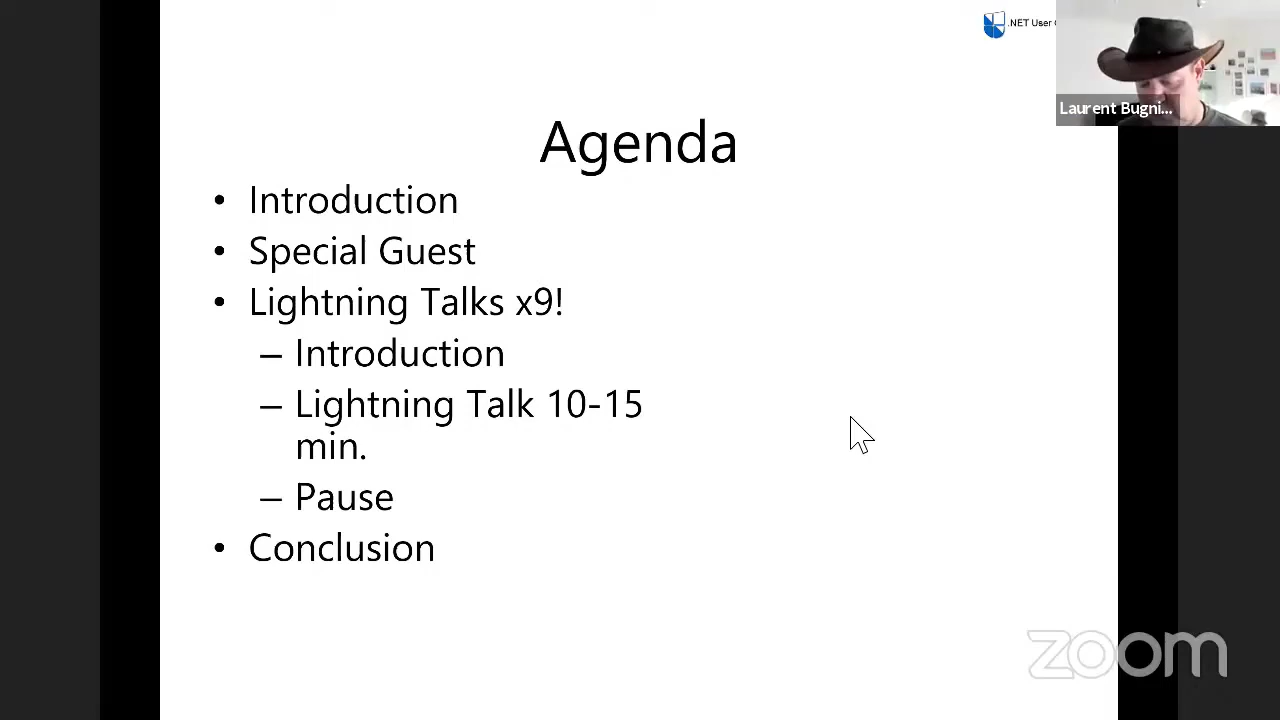 .NET User
Laurent Bugni...
Agenda
• Introduction
• Special Guest
• Lightning Talks x9!
– Introduction
– Lightning Talk 10-15
min.
– Pause
• Conclusion
zoom